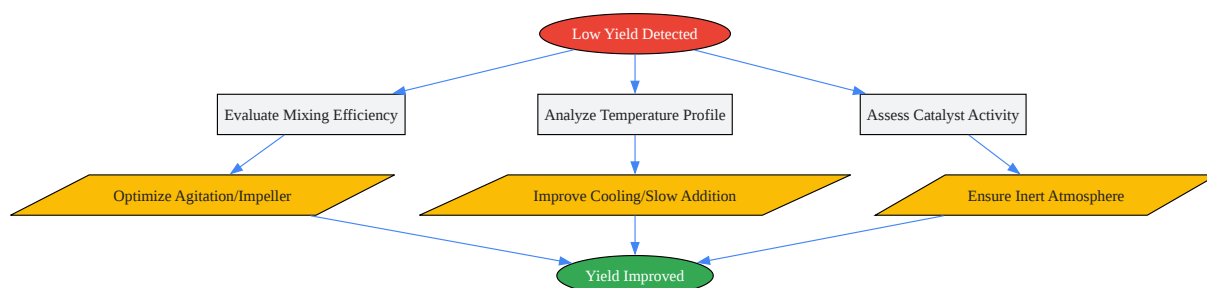 Low Yield Detected
Evaluate Mixing Efficiency
Analyze Temperature Profile
Assess Catalyst Activity
Optimize Agitation/Impeller
Improve Cooling/Slow Addition
Ensure Inert Atmosphere
Yield Improved